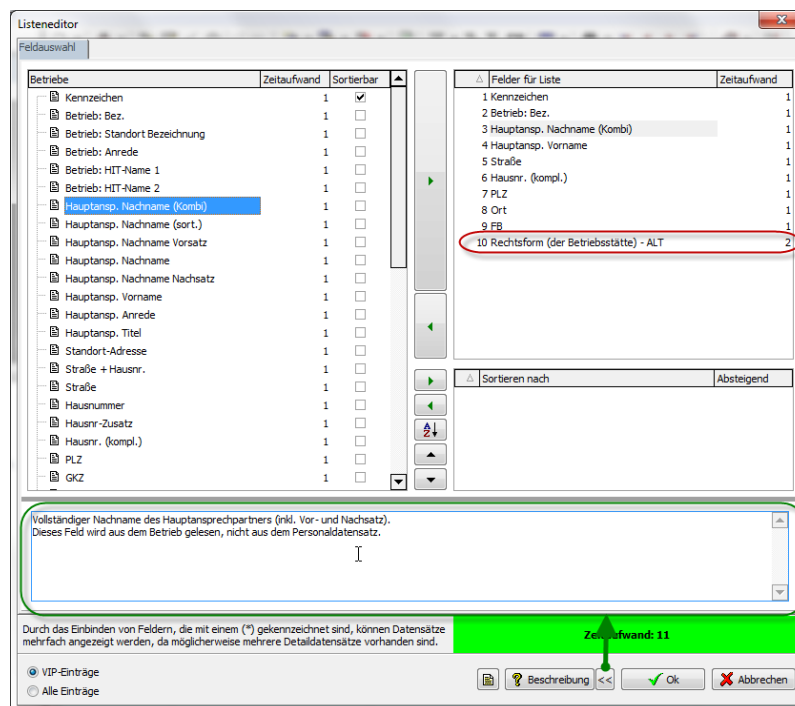 Listeneditor
Feldauswahl
Betriebe Zeitaufwand Sortierbar
Kennzeichen 1
Betrieb: Bez. 1
Betrieb: Standort Bezeichnung 1
Betrieb: Anrede 1
Betrieb: HIT-Name 1 1
Betrieb: HIT-Name 2 1
Hauptansp. Nachname (Kombi) 1
Hauptansp. Nachname (sort.) 1
Hauptansp. Nachname Vorsatz 1
Hauptansp. Nachname 1
Hauptansp. Nachname Nachsatz 1
Hauptansp. Vorname 1
Hauptansp. Anrede 1
Hauptansp. Titel 1
Standort-Adresse 1
Straße + Hausnr. 1
Straße 1
Hausnummer 1
Hausnr-Zusatz 1
Hausnr. (kompl.) 1
PLZ 1
GKZ 1
Felder für Liste Zeitaufwand
1 Kennzeichen 1
2 Betrieb: Bez. 1
3 Hauptansp. Nachname (Kombi) 1
4 Hauptansp. Vorname 1
5 Straße 1
6 Hausnr. (kompl.) 1
7 PLZ 1
8 Ort 1
9 FB 1
10 Rechtsform (der Betriebsstätte) - ALT 2
Sortieren nach Absteigend
Vollständiger Nachname des Hauptansprechpartners (inkl. Vor- und Nachsatz).
Dieses Feld wird aus dem Betrieb gelesen, nicht aus dem Personaldatensatz.
Durch das Einbinden von Feldern, die mit einem (*) gekennzeichnet sind, können Datensätze
mehrfach angezeigt werden, da möglicherweise mehrere Detaildatensätze vorhanden sind.
Zeitaufwand: 11
VIP-Einträge
Alle Einträge
Beschreibung << Ok Abbrechen